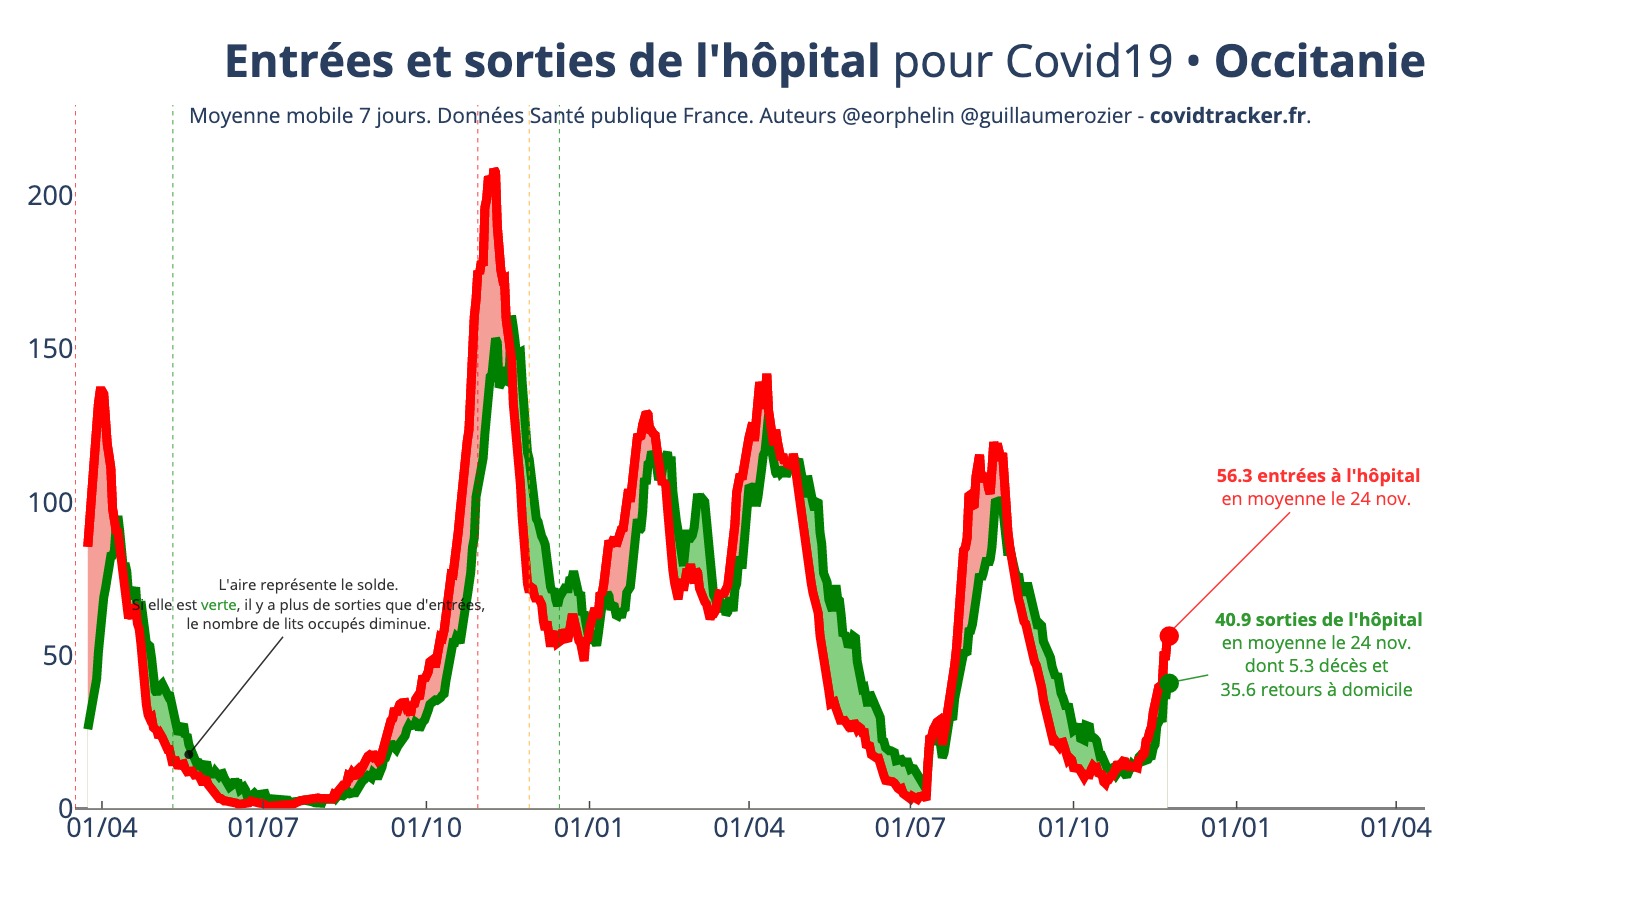 Entrées et sorties de l'hôpital pour Covid19 • Occitanie
Moyenne mobile 7 jours. Données Santé publique France. Auteurs @eorphelin @guillaumerozier - covidtracker.fr.
200
150
100
50
0
L'aire représente le solde.
Si elle est verte, il y a plus de sorties que d'entrées,
le nombre de lits occupés diminue.
56.3 entrées à l'hôpital
en moyenne le 24 nov.
40.9 sorties de l'hôpital
en moyenne le 24 nov.
dont 5.3 décès et
35.6 retours à domicile
01/04 01/07 01/10 01/01 01/04 01/07 01/10 01/01 01/04